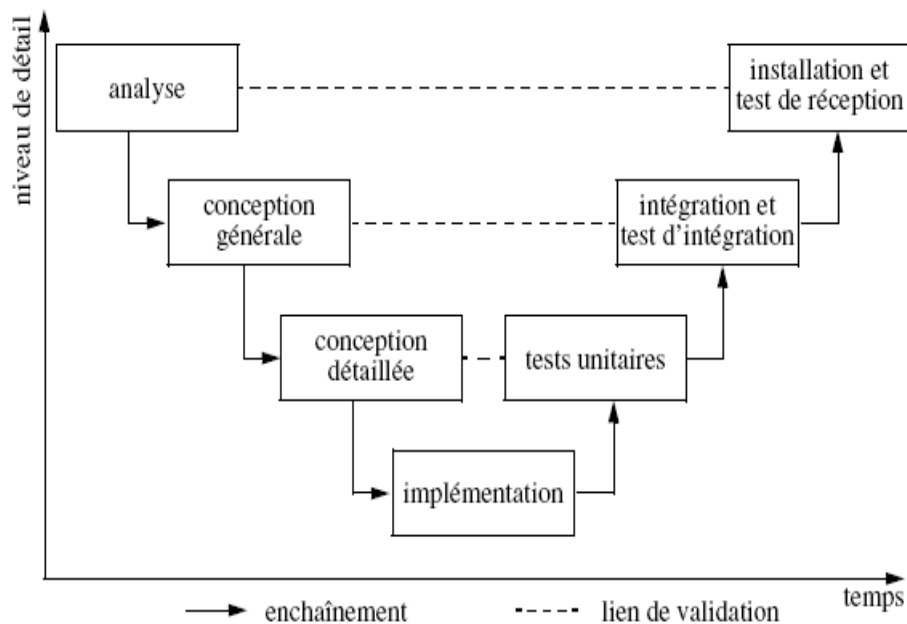 niveau de détail
analyse
installation et
test de réception
conception
générale
intégration et
test d'intégration
conception
détaillée
tests unitaires
implémentation
temps
enchaînement
lien de validation